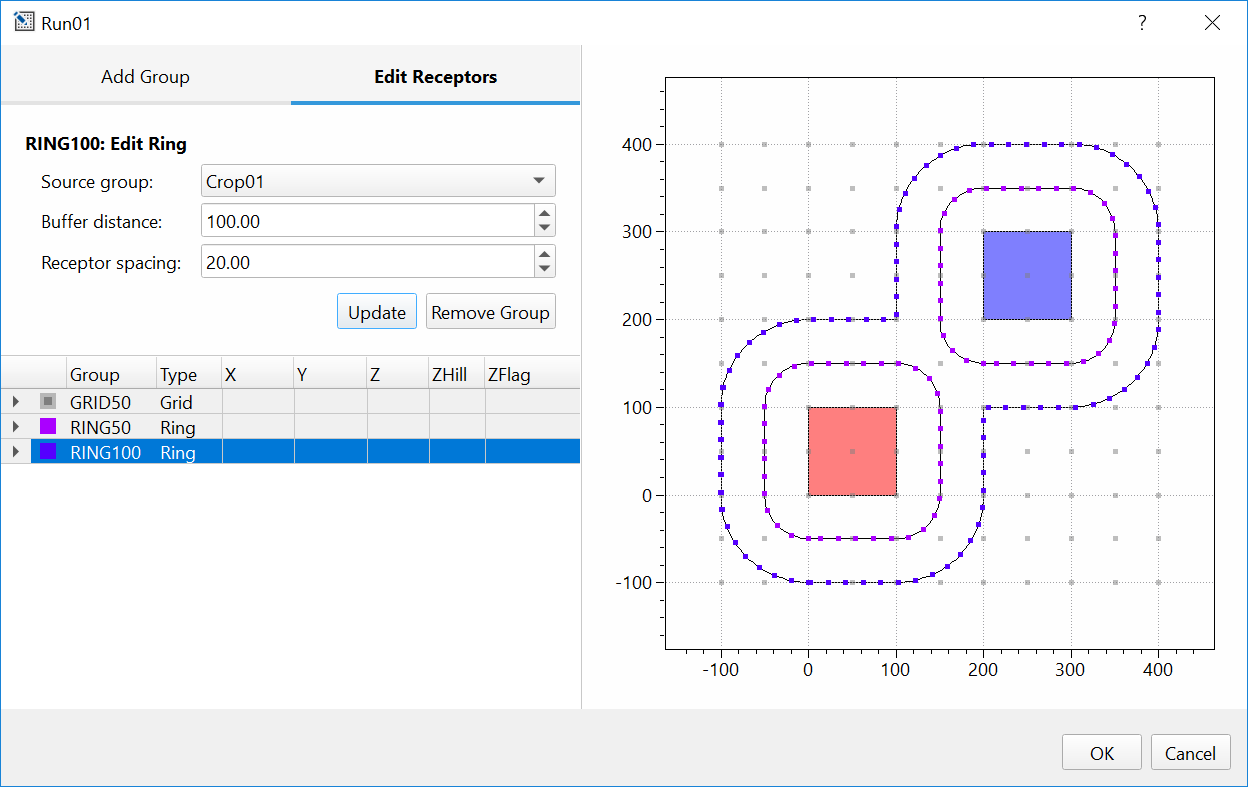 Run01
?
Add Group Edit Receptors
RING100: Edit Ring
Source group: Crop01
Buffer distance: 100.00
Receptor spacing: 20.00
Update Remove Group
Group Type X Y Z ZHill ZFlag
GRID50 Grid
RING50 Ring
RING100 Ring
400
300
200
100
0
-100
-100 0 100 200 300 400
OK Cancel